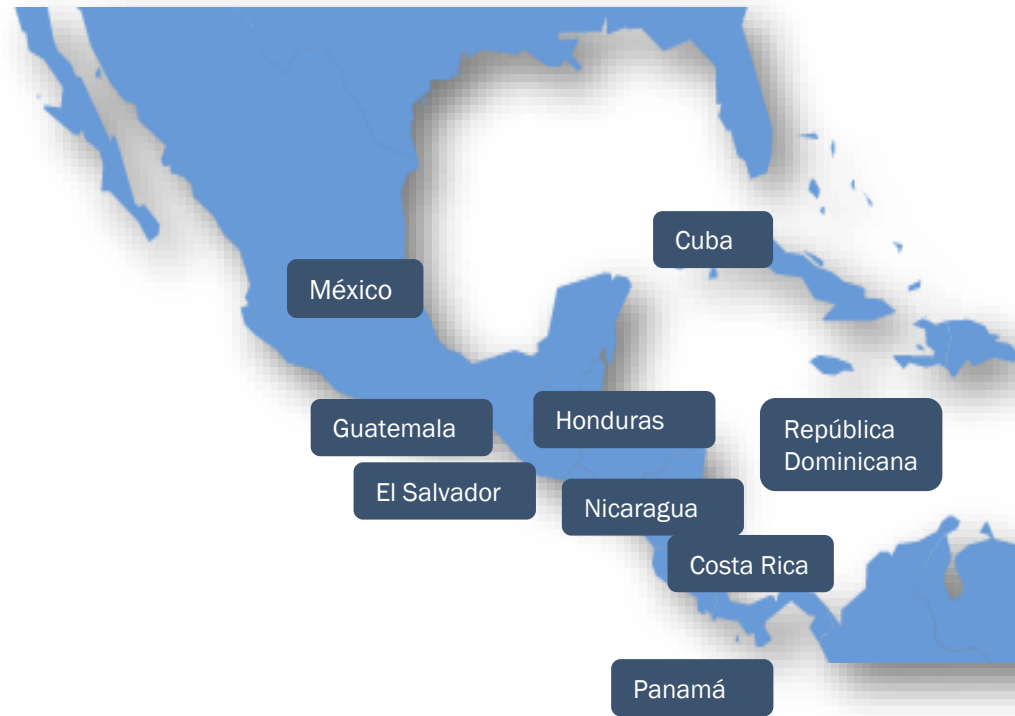 Cuba
México
Guatemala
Honduras
República
Dominicana
El Salvador
Nicaragua
Costa Rica
Panamá